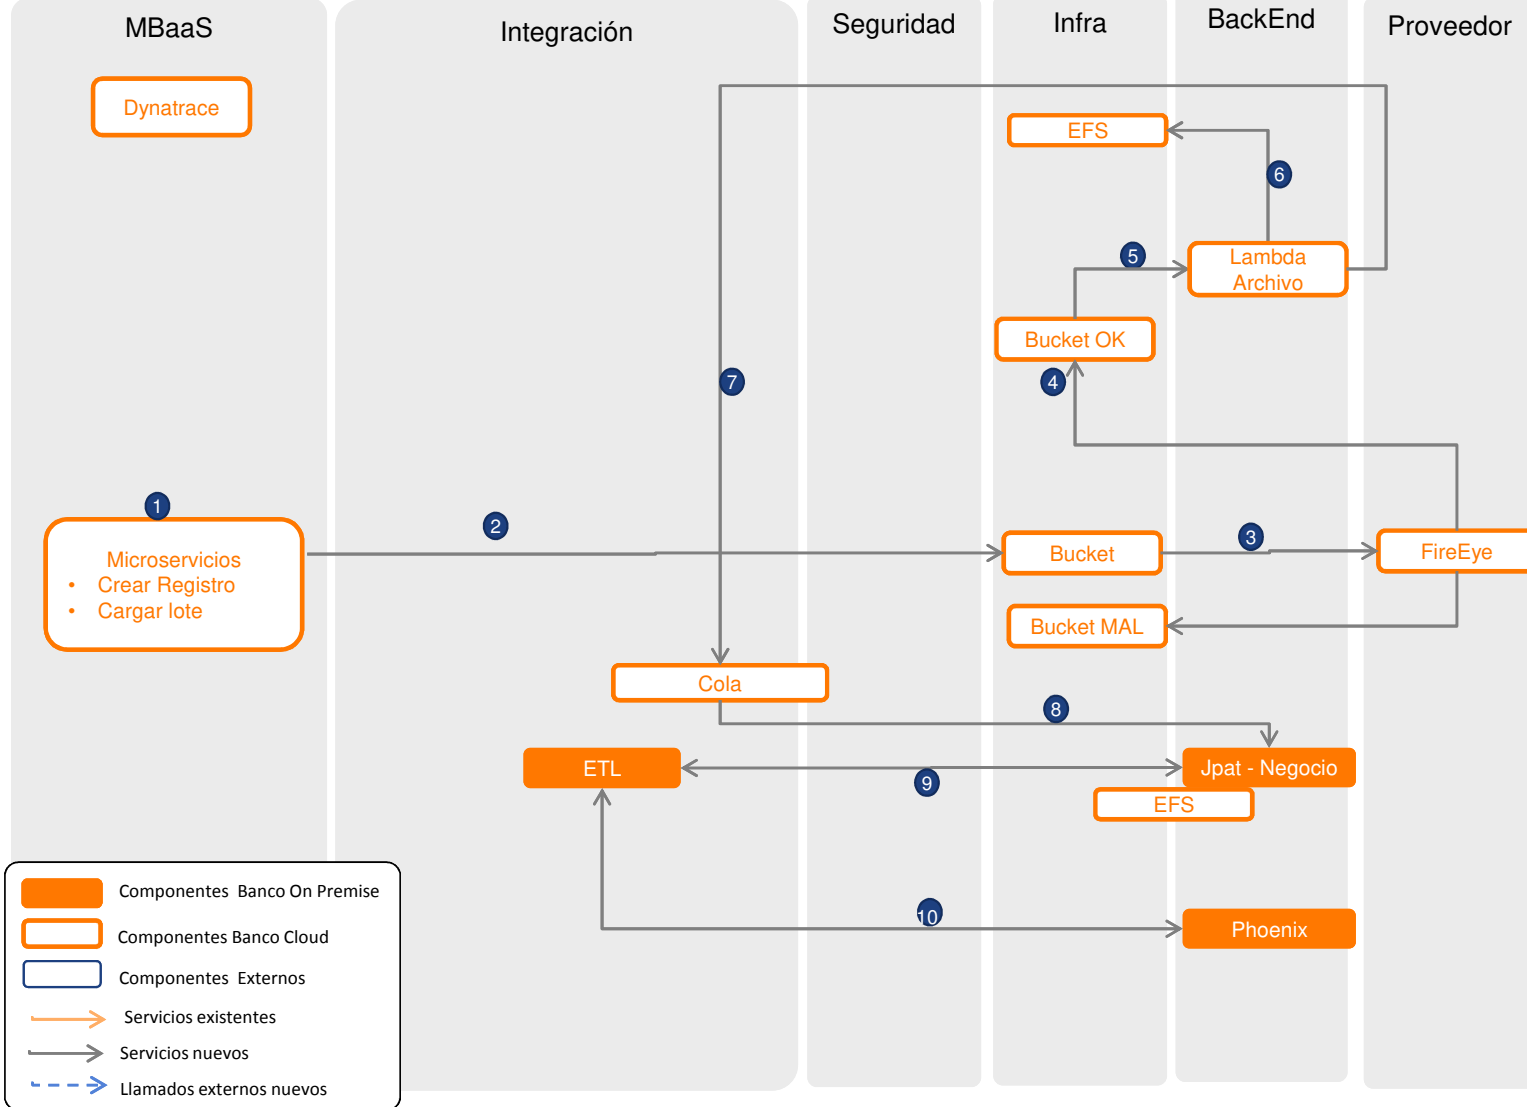 MBaaS
Integración
Seguridad
Infra
BackEnd
Proveedor
Dynatrace
EFS
6
5
Lambda
Archivo
Bucket OK
7
4
1
2
3
Microservicios
• Crear Registro
• Cargar lote
Bucket
FireEye
Bucket MAL
Cola
8
ETL
Jpat - Negocio
9
EFS
10
Phoenix
Componentes Banco On Premise
Componentes Banco Cloud
Componentes Externos
Servicios existentes
Servicios nuevos
Llamados externos nuevos